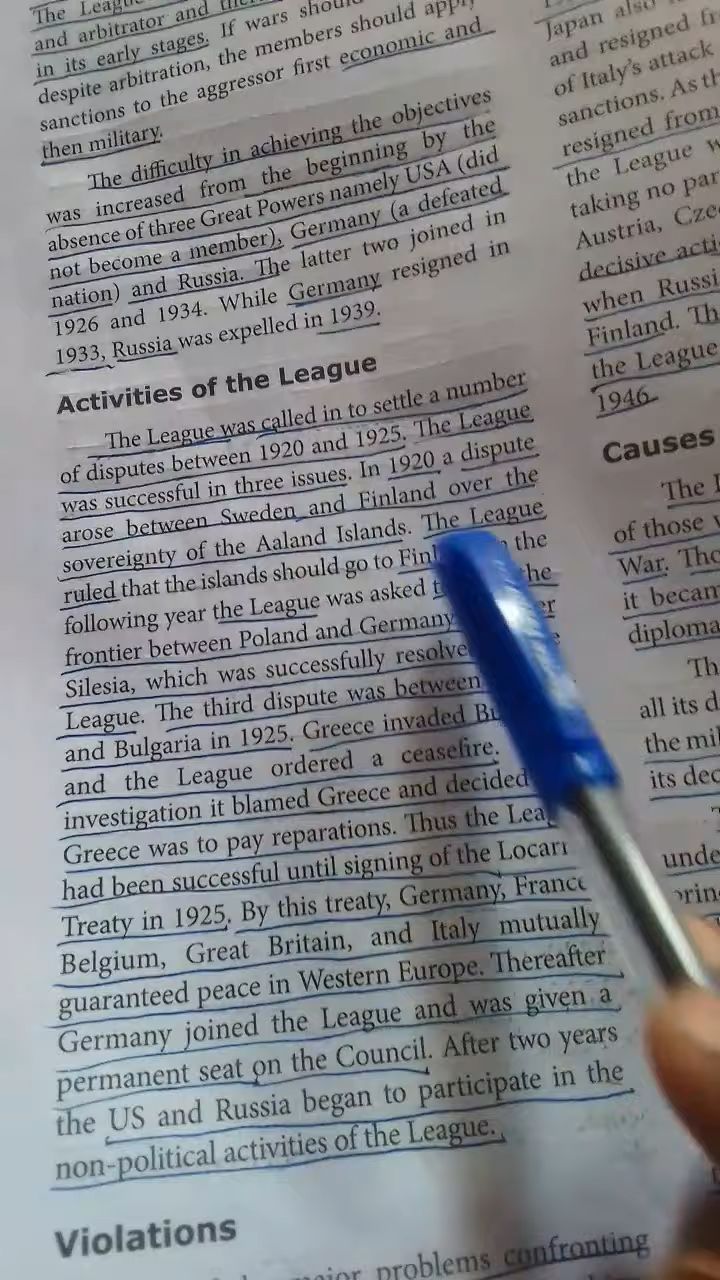 The League
and arbitrator and
in its early stages. If wars
despite arbitration, the members should apply
sanctions to the aggressor first economic and
then military.
The difficulty in achieving the objectives
was increased from the beginning by the
absence of three Great Powers namely USA (did
not become a member), Germany (a defeated
nation) and Russia. The latter two joined in
1926 and 1934. While Germany resigned in
1933, Russia was expelled in 1939.
Activities of the League
The League was called in to settle a number
of disputes between 1920 and 1925. The League
was successful in three issues. In 1920 a dispute
arose between Sweden and Finland over the
sovereignty of the Aaland Islands. The League
ruled that the islands should go to the
following year the League was asked the
frontier between Poland and Germany
Silesia, which was successfully
League. The third dispute was between
and Bulgaria in 1925. Greece invaded
and the League ordered a ceasefire.
investigation it blamed Greece and decided
Greece was to pay reparations. Thus the
had been successful until signing of the
Treaty in 1925. By this treaty, Germany, France
Belgium, Great Britain, and Italy mutually
guaranteed peace in Western Europe. Thereafter
Germany joined the League and was given a
permanent seat on the Council. After two years
the US and Russia began to participate in the
non-political activities of the League.
Violations
problems confronting
Japan also
and resigned
of Italy's attack
sanctions. As
resigned from
the League
taking no
Austria,
decisive
when
Finland.
the League
1946
Causes
The
of those
War.
it
all its
the
its